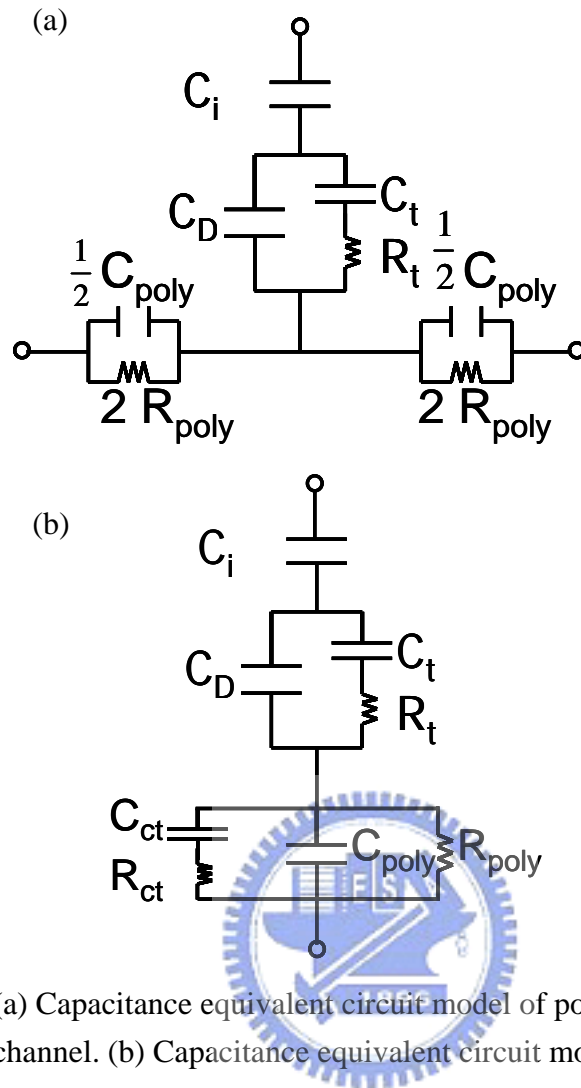 (a)
C_i
C_D
C_t
R_t
1/2 C_poly
1/2 C_poly
2 R_poly
2 R_poly
(b)
C_i
C_D
C_t
R_t
C_ct
R_ct
C_poly
R_poly
1896
(a) Capacitance equivalent circuit model of po
channel. (b) Capacitance equivalent circuit mo